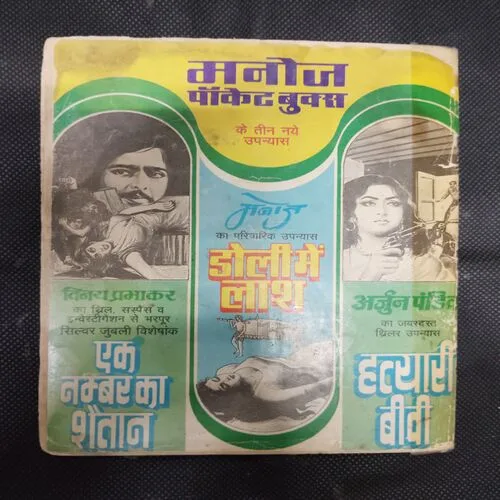 मनोज
पॉकेट बुक्स
के तीन नये
उपन्यास
विनय प्रभाकर
का थ्रिल, सस्पैंस व
इन्वेस्टीगेशन से भरपूर
सिल्वर जुबली विशेषांक
एक
नम्बर का
शैतान
मनोज
का परिवारिक उपन्यास
डोली में
लाश
अर्जुन पंडित
का जबरदस्त
थ्रिलर उपन्यास
हत्यारी
बीवी